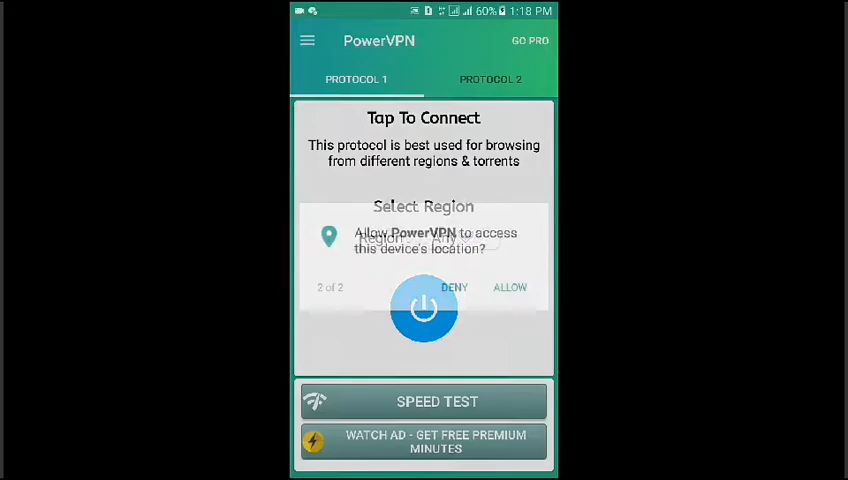 60% 1:18 PM
PowerVPN
GO PRO
PROTOCOL 1
PROTOCOL 2
Tap To Connect
This protocol is best used for browsing
from different regions & torrents
Select Region
Region : Any
Allow PowerVPN to access
this device's location?
2 of 2
DENY
ALLOW
SPEED TEST
WATCH AD - GET FREE PREMIUM
MINUTES